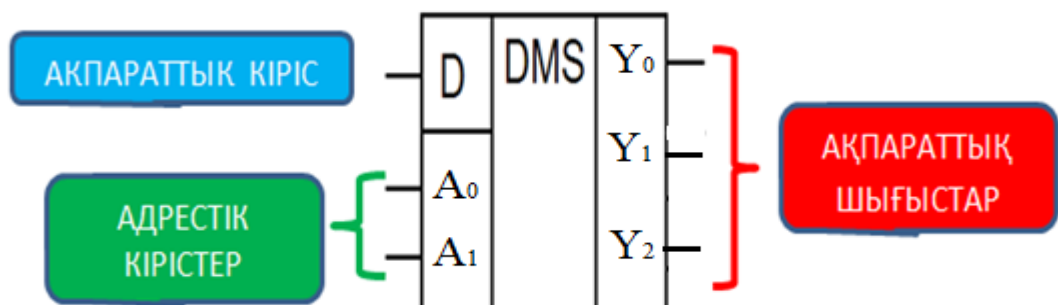 АКПАРАТТЫК КІРІС
D
DMS
Y0
Y1
Y2
A0
A1
АДРЕСТІК
КІРІСТЕР
АҚПАРАТТЫҚ
ШЫҒЫСТАР